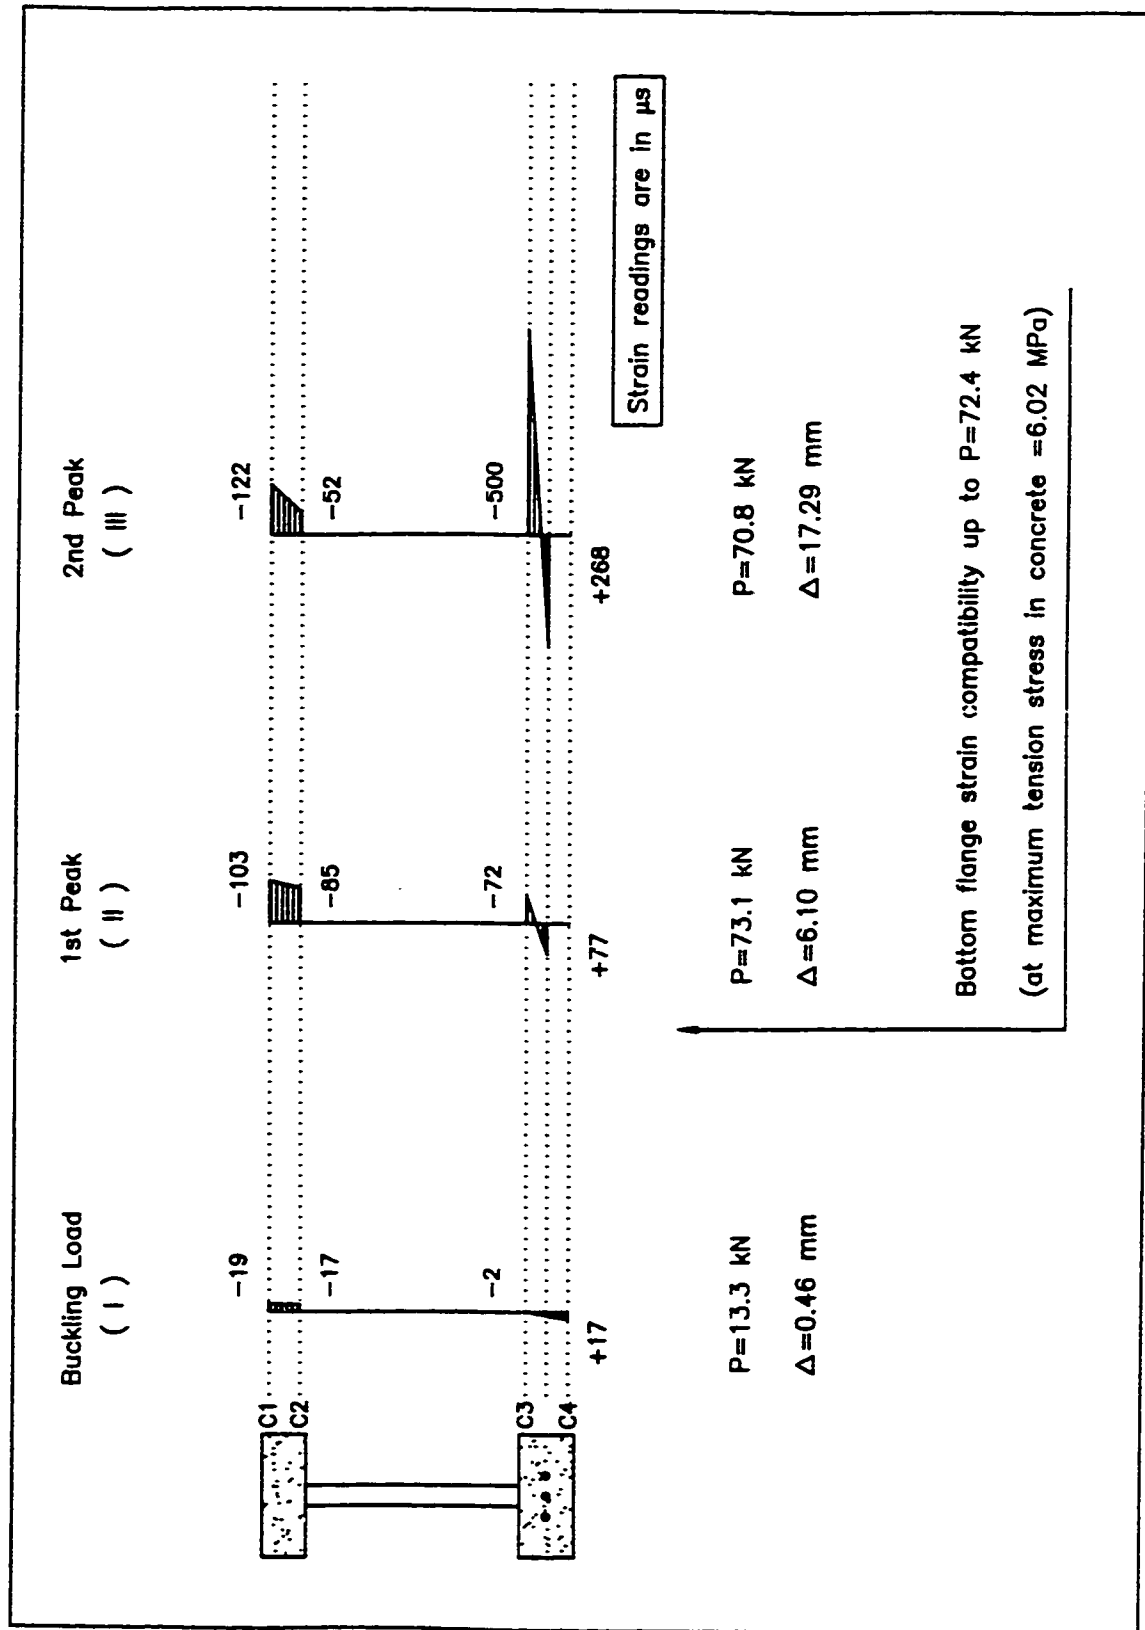 Buckling Load
( I )
1st Peak
( II )
2nd Peak
( III )
C1
C2
C3
C4
−19
−17
−2
+17
−103
−85
−72
+77
−122
−52
−500
+268
Strain readings are in μs
P=13.3 kN
Δ=0.46 mm
P=73.1 kN
Δ=6.10 mm
P=70.8 kN
Δ=17.29 mm
Bottom flange strain compatibility up to P=72.4 kN
(at maximum tension stress in concrete =6.02 MPa)